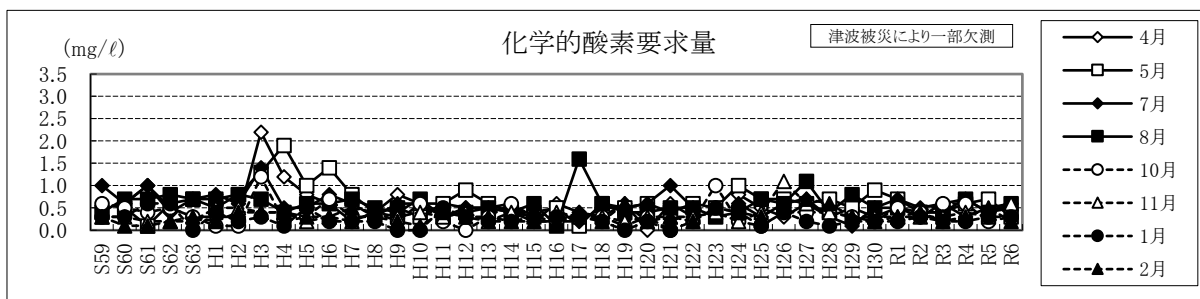 化学的酸素要求量
津波被災により一部欠測
(mg/ℓ)
3.5
3.0
2.5
2.0
1.5
1.0
0.5
0.0
S59
S60
S61
S62
S63
H1
H2
H3
H4
H5
H6
H7
H8
H9
H10
H11
H12
H13
H14
H15
H16
H17
H18
H19
H20
H21
H22
H23
H24
H25
H26
H27
H28
H29
H30
R1
R2
R3
R4
R5
R6
4月
5月
7月
8月
10月
11月
1月
2月